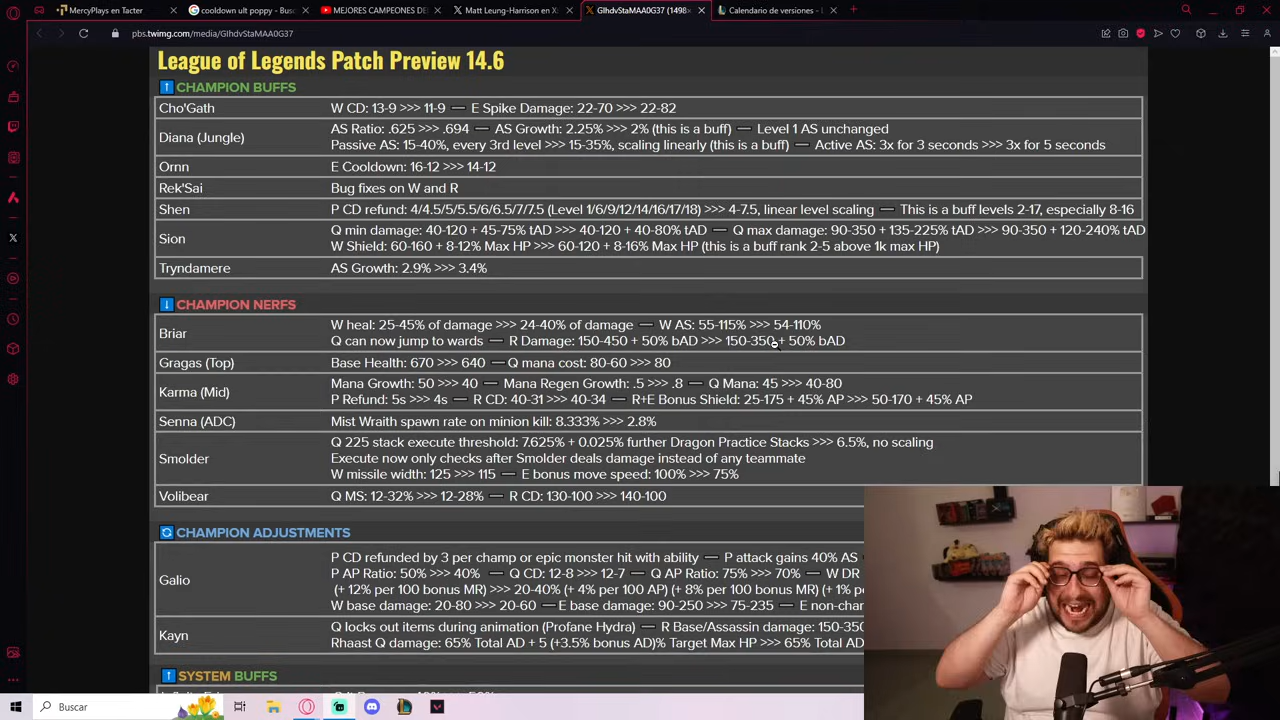 MercyPlays en Tacter
cooldown ult poppy - Bus
MEJORES CAMPEONES DE
Matt Leung-Harrison en X
GIhdvStaMAA0G37 (1498×
Calendario de versiones - L
pbs.twimg.com/media/GIhdvStaMAA0G37
League of Legends Patch Preview 14.6
CHAMPION BUFFS
Cho'Gath
W CD: 13-9 >>> 11-9 — E Spike Damage: 22-70 >>> 22-82
Diana (Jungle)
AS Ratio: .625 >>> .694 — AS Growth: 2.25% >>> 2% (this is a buff) — Level 1 AS unchanged
Passive AS: 15-40%, every 3rd level >>> 15-35%, scaling linearly (this is a buff) — Active AS: 3x for 3 seconds >>> 3x for 5 seconds
Ornn
E Cooldown: 16-12 >>> 14-12
Rek'Sai
Bug fixes on W and R
Shen
P CD refund: 4/4.5/5/5.5/6/6.5/7/7.5 (Level 1/6/9/12/14/16/17/18) >>> 4-7.5, linear level scaling — This is a buff levels 2-17, especially 8-16
Sion
Q min damage: 40-120 + 45-75% tAD >>> 40-120 + 40-80% tAD — Q max damage: 90-350 + 135-225% tAD >>> 90-350 + 120-240% tAD
W Shield: 60-160 + 8-12% Max HP >>> 60-120 + 8-16% Max HP (this is a buff rank 2-5 above 1k max HP)
Tryndamere
AS Growth: 2.9% >>> 3.4%
CHAMPION NERFS
Briar
W heal: 25-45% of damage >>> 24-40% of damage — W AS: 55-115% >>> 54-110%
Q can now jump to wards — R Damage: 150-450 + 50% bAD >>> 150-350 + 50% bAD
Gragas (Top)
Base Health: 670 >>> 640 — Q mana cost: 80-60 >>> 80
Karma (Mid)
Mana Growth: 50 >>> 40 — Mana Regen Growth: .5 >>> .8 — Q Mana: 45 >>> 40-80
P Refund: 5s >>> 4s — R CD: 40-31 >>> 40-34 — R+E Bonus Shield: 25-175 + 45% AP >>> 50-170 + 45% AP
Senna (ADC)
Mist Wraith spawn rate on minion kill: 8.333% >>> 2.8%
Smolder
Q 225 stack execute threshold: 7.625% + 0.025% further Dragon Practice Stacks >>> 6.5%, no scaling
Execute now only checks after Smolder deals damage instead of any teammate
W missile width: 125 >>> 115 — E bonus move speed: 100% >>> 75%
Volibear
Q MS: 12-32% >>> 12-28% — R CD: 130-100 >>> 140-100
CHAMPION ADJUSTMENTS
Galio
P CD refunded by 3 per champ or epic monster hit with ability — P attack gains 40% AS
P AP Ratio: 50% >>> 40% — Q CD: 12-8 >>> 12-7 — Q AP Ratio: 75% >>> 70% — W DR
(+ 12% per 100 bonus MR) >>> 20-40% (+ 4% per 100 AP) (+ 8% per 100 bonus MR) (+ 1% p
W base damage: 20-80 >>> 20-60 — E base damage: 90-250 >>> 75-235 — E non-char
Kayn
Q locks out items during animation (Profane Hydra) — R Base/Assassin damage: 150-350
Rhaast Q damage: 65% Total AD + 5 (+3.5% bonus AD)% Target Max HP >>> 65% Total AD
SYSTEM BUFFS
Buscar